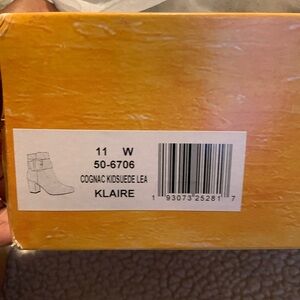 11 W
50-6706
COGNAC KIDSUEDE LEA
KLAIRE
1 93073 25281 7